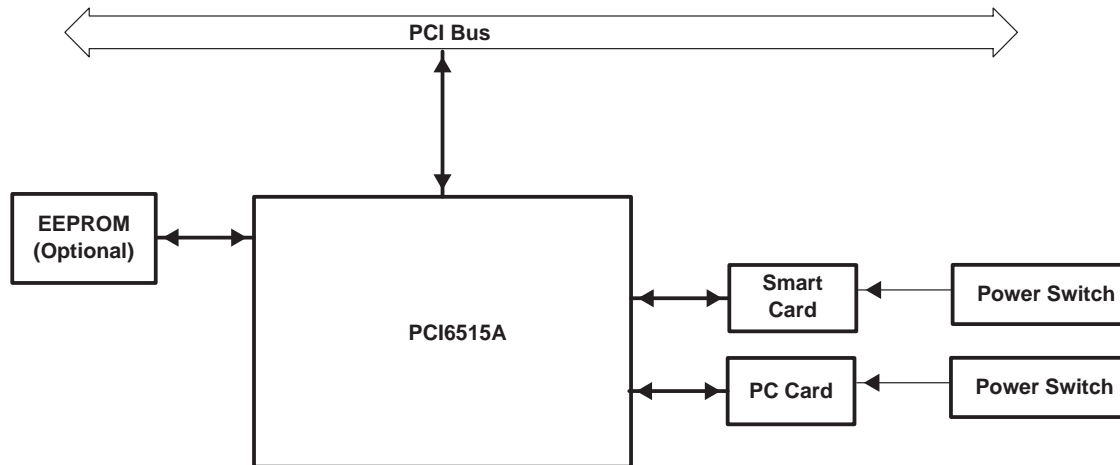 PCI Bus
EEPROM
(Optional)
PCI6515A
Smart
Card
Power Switch
PC Card
Power Switch